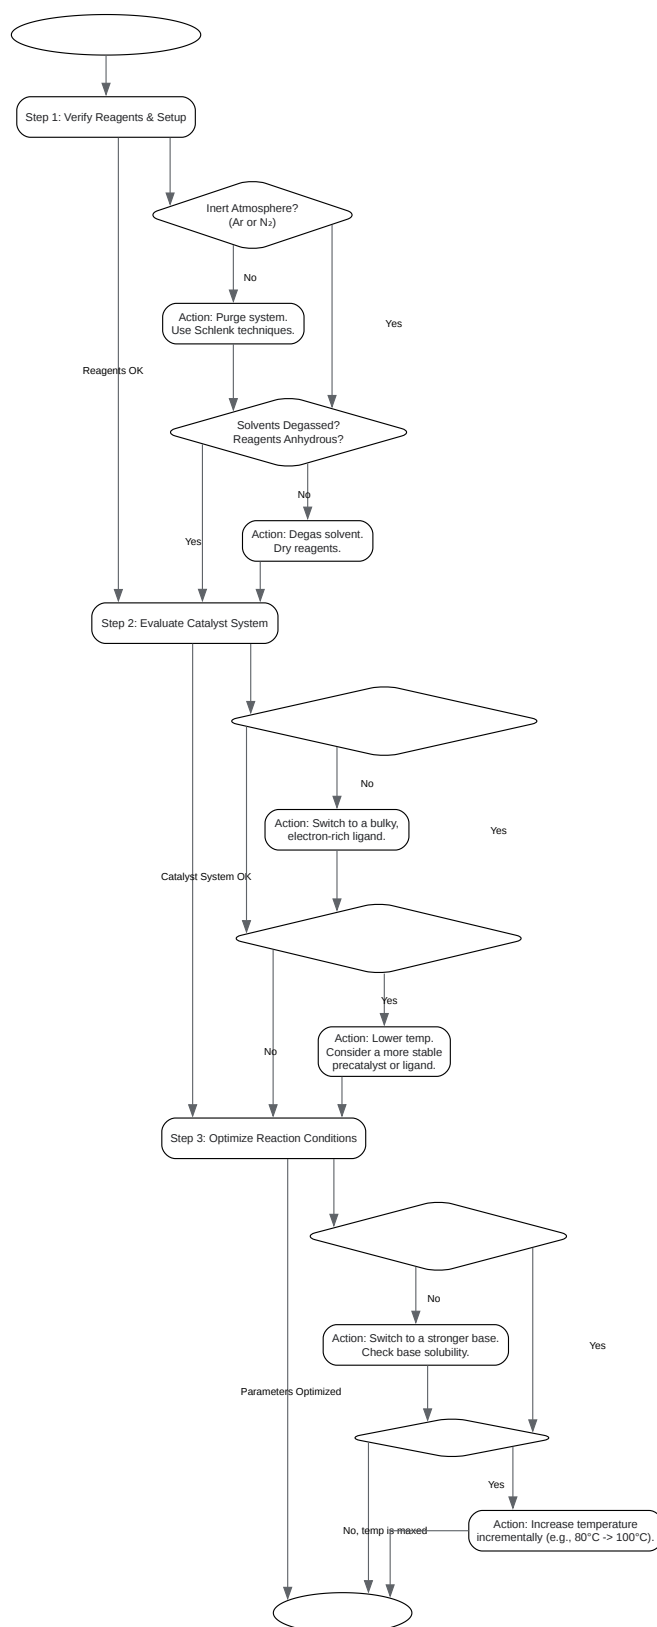 Step 1: Verify Reagents & Setup
Inert Atmosphere?
(Ar or N₂)
No
Action: Purge system.
Use Schlenk techniques.
Yes
Reagents OK
Solvents Degassed?
Reagents Anhydrous?
No
Yes
Action: Degas solvent.
Dry reagents.
Step 2: Evaluate Catalyst System
No
Action: Switch to a bulky,
electron-rich ligand.
Yes
Catalyst System OK
Yes
Action: Lower temp.
Consider a more stable
precatalyst or ligand.
No
Step 3: Optimize Reaction Conditions
No
Action: Switch to a stronger base.
Check base solubility.
Yes
Parameters Optimized
Yes
Action: Increase temperature
incrementally (e.g., 80°C -> 100°C).
No, temp is maxed